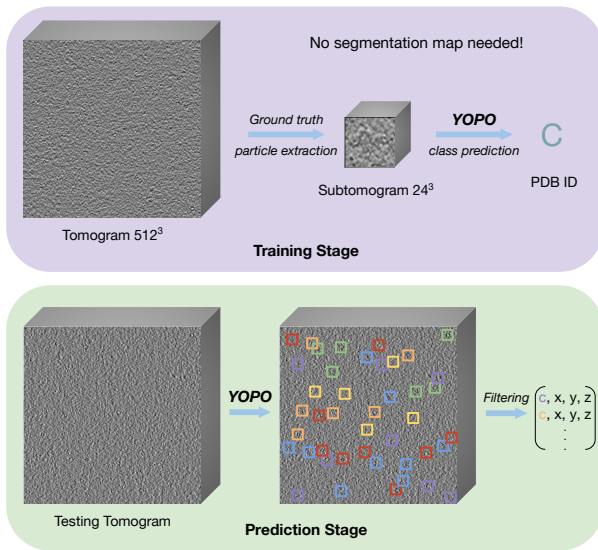 No segmentation map needed!
Ground truth
particle extraction
YOPO
class prediction
C
PDB ID
Subtomogram 24³
Tomogram 512³
Training Stage
YOPO
Filtering
C, x, y, z
C, x, y, z
.
.
.
Testing Tomogram
Prediction Stage